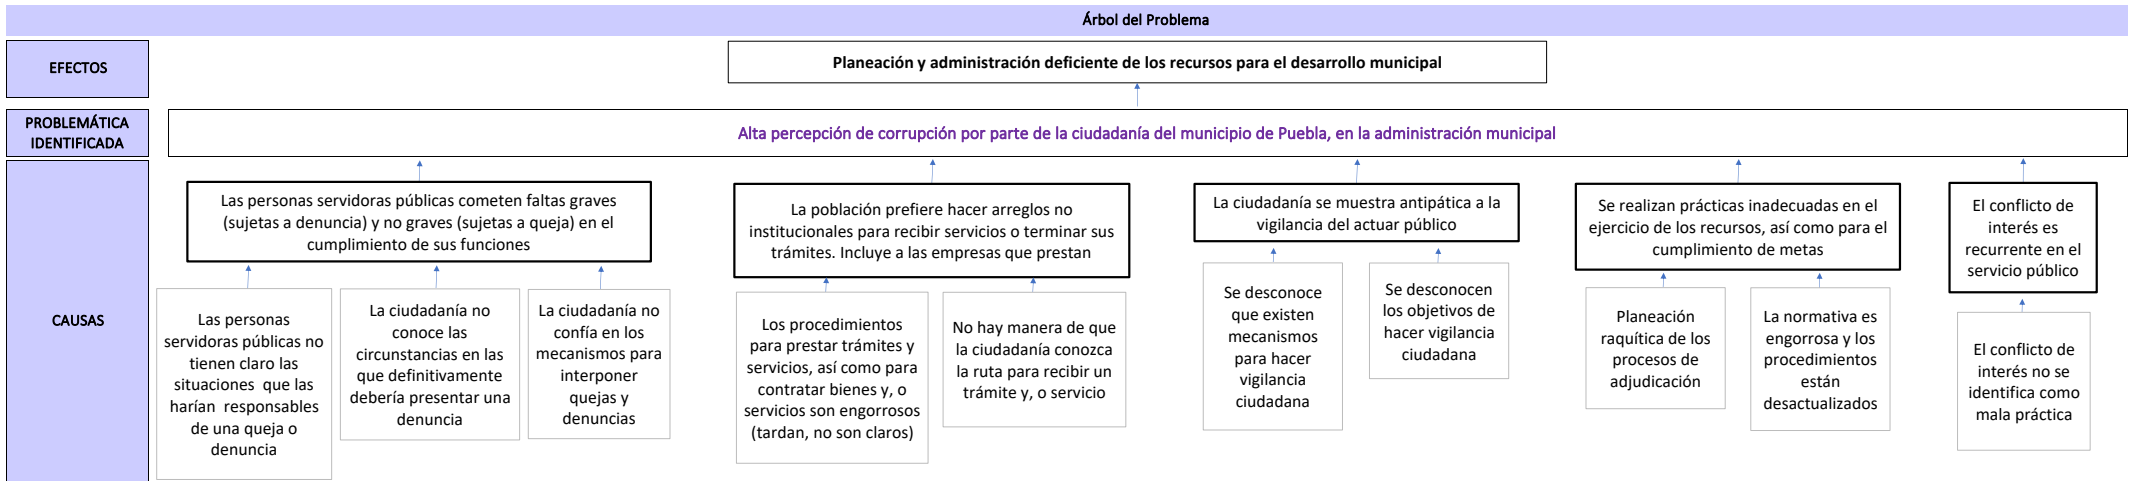 Árbol del Problema
EFECTOS
Planeación y administración deficiente de los recursos para el desarrollo municipal
PROBLEMÁTICA
IDENTIFICADA
Alta percepción de corrupción por parte de la ciudadanía del municipio de Puebla, en la administración municipal
CAUSAS
Las personas servidoras públicas cometen faltas graves
(sujetas a denuncia) y no graves (sujetas a queja) en el
cumplimiento de sus funciones
La población prefiere hacer arreglos no
institucionales para recibir servicios o terminar sus
trámites. Incluye a las empresas que prestan
La ciudadanía se muestra antipática a la
vigilancia del actuar público
Se realizan prácticas inadecuadas en el
ejercicio de los recursos, así como para el
cumplimiento de metas
El conflicto de
interés es
recurrente en el
servicio público
Las personas
servidoras públicas no
tienen claro las
situaciones que las
harían responsables
de una queja o
denuncia
La ciudadanía no
conoce las
circunstancias en las
que definitivamente
debería presentar una
denuncia
La ciudadanía no
confía en los
mecanismos para
interponer
quejas y
denuncias
Los procedimientos
para prestar trámites y
servicios, así como para
contratar bienes y, o
servicios son engorrosos
(tardan, no son claros)
No hay manera de que
la ciudadanía conozca
la ruta para recibir un
trámite y, o servicio
Se desconoce
que existen
mecanismos
para hacer
vigilancia
ciudadana
Se desconocen
los objetivos de
hacer vigilancia
ciudadana
Planeación
raquítica de los
procesos de
adjudicación
La normativa es
engorrosa y los
procedimientos
están
desactualizados
El conflicto de
interés no se
identifica como
mala práctica